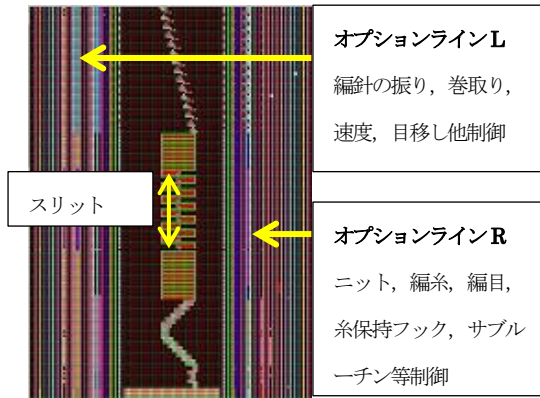 オプションラインL
編針の振り，巻取り，
速度，目移し他制御
スリット
オプションラインR
ニット，編糸，編目，
糸保持フック，サブル
ーチン等制御